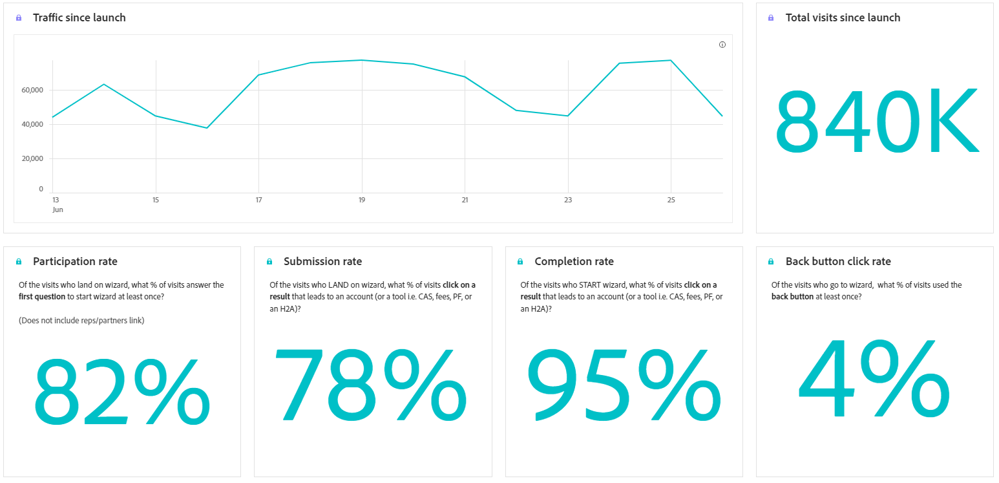 Traffic since launch
60,000
40,000
20,000
0
13 15 17 19 21 23 25
Jun
Total visits since launch
840K
Participation rate
Of the visits who land on wizard, what % of visits answer the
first question to start wizard at least once?
(Does not include reps/partners link)
82%
Submission rate
Of the visits who LAND on wizard, what % of visits click on a
result that leads to an account (or a tool i.e. CAS, fees, PF, or
an H2A)?
78%
Completion rate
Of the visits who START wizard, what % of visits click on a
result that leads to an account (or a tool i.e. CAS, fees, PF, or
an H2A)?
95%
Back button click rate
Of the visits who go to wizard,  what % of visits used the
back button at least once?
4%